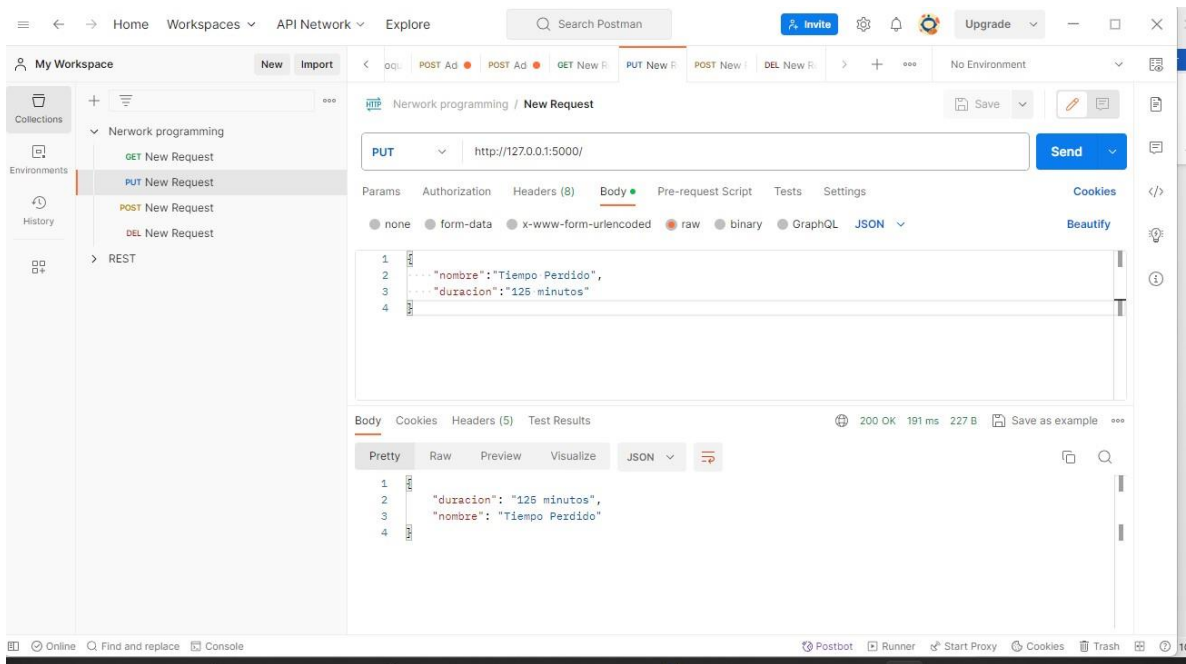 Home Workspaces API Network Explore Search Postman Invite Upgrade
My Workspace New Import POST Ad POST Ad GET New R PUT New R POST New DEL New R No Environment
Collections
Environments
History
Nerwork programming
GET New Request
PUT New Request
POST New Request
DEL New Request
REST
HTTP Nerwork programming / New Request Save
PUT http://127.0.0.1:5000/ Send
Params Authorization Headers (8) Body Pre-request Script Tests Settings Cookies
none form-data x-www-form-urlencoded raw binary GraphQL JSON Beautify
1 {
2 "nombre":"Tiempo Perdido",
3 "duracion":"125 minutos"
4 }
Body Cookies Headers (5) Test Results 200 OK 191 ms 227 B Save as example
Pretty Raw Preview Visualize JSON
1 {
2 "duracion": "125 minutos",
3 "nombre": "Tiempo Perdido"
4 }
Online Find and replace Console Postbot Runner Start Proxy Cookies Trash